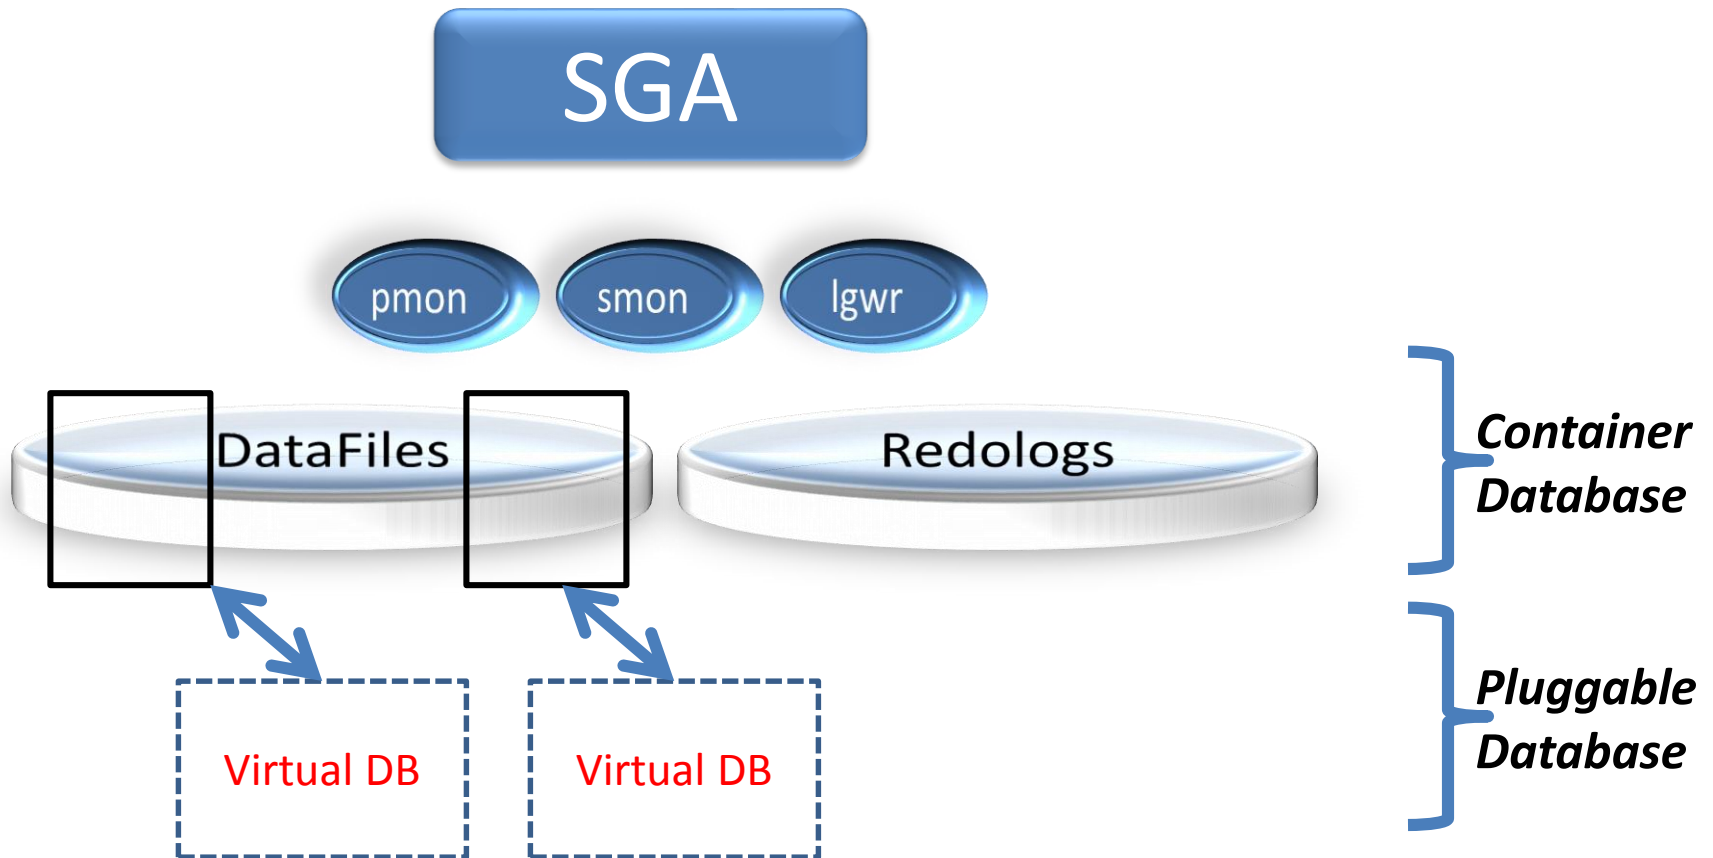 SGA
pmon
smon
lgwr
DataFiles
Redologs
Container
Database
Virtual DB
Virtual DB
Pluggable
Database